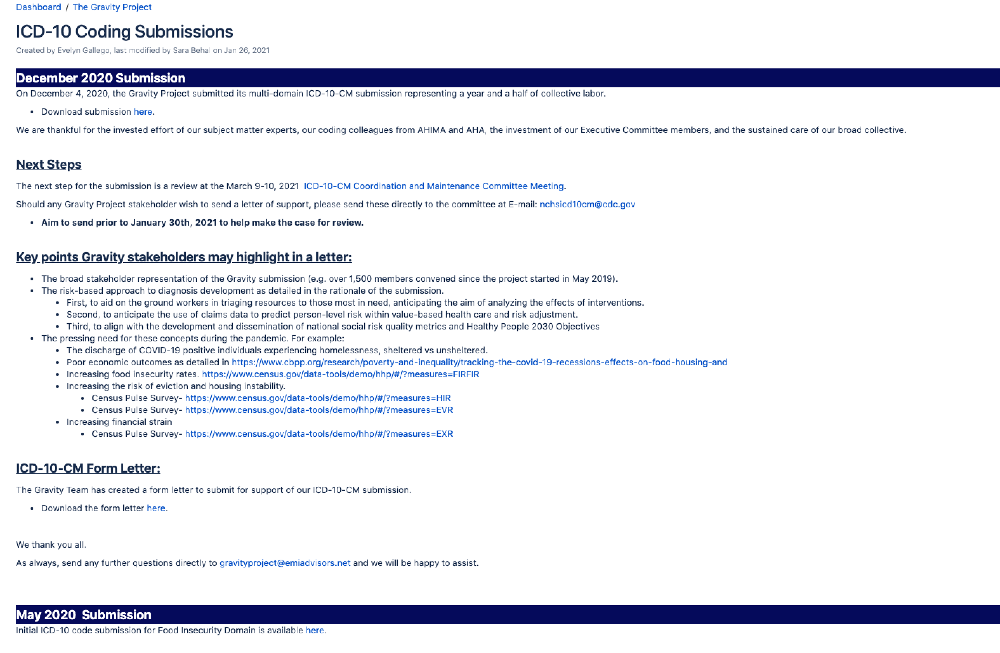 Dashboard / The Gravity Project
ICD-10 Coding Submissions
Created by Evelyn Gallego, last modified by Sara Behal on Jan 26, 2021
December 2020 Submission
On December 4, 2020, the Gravity Project submitted its multi-domain ICD-10-CM submission representing a year and a half of collective labor.
• Download submission here.
We are thankful for the invested effort of our subject matter experts, our coding colleagues from AHIMA and AHA, the investment of our Executive Committee members, and the sustained care of our broad collective.
Next Steps
The next step for the submission is a review at the March 9-10, 2021 ICD-10-CM Coordination and Maintenance Committee Meeting.
Should any Gravity Project stakeholder wish to send a letter of support, please send these directly to the committee at E-mail: nchsicd10cm@cdc.gov
• Aim to send prior to January 30th, 2021 to help make the case for review.
Key points Gravity stakeholders may highlight in a letter:
• The broad stakeholder representation of the Gravity submission (e.g. over 1,500 members convened since the project started in May 2019).
• The risk-based approach to diagnosis development as detailed in the rationale of the submission.
• First, to aid on the ground workers in triaging resources to those most in need, anticipating the aim of analyzing the effects of interventions.
• Second, to anticipate the use of claims data to predict person-level risk within value-based health care and risk adjustment.
• Third, to align with the development and dissemination of national social risk quality metrics and Healthy People 2030 Objectives
• The pressing need for these concepts during the pandemic. For example:
• The discharge of COVID-19 positive individuals experiencing homelessness, sheltered vs unsheltered.
• Poor economic outcomes as detailed in https://www.cbpp.org/research/poverty-and-inequality/tracking-the-covid-19-recessions-effects-on-food-housing-and
• Increasing food insecurity rates. https://www.census.gov/data-tools/demo/hhp/#/?measures=FIRFIR
• Increasing the risk of eviction and housing instability.
• Census Pulse Survey- https://www.census.gov/data-tools/demo/hhp/#/?measures=HIR
• Census Pulse Survey- https://www.census.gov/data-tools/demo/hhp/#/?measures=EVR
• Increasing financial strain
• Census Pulse Survey- https://www.census.gov/data-tools/demo/hhp/#/?measures=EXR
ICD-10-CM Form Letter:
The Gravity Team has created a form letter to submit for support of our ICD-10-CM submission.
• Download the form letter here.
We thank you all.
As always, send any further questions directly to gravityproject@emiadvisors.net and we will be happy to assist.
May 2020 Submission
Initial ICD-10 code submission for Food Insecurity Domain is available here.